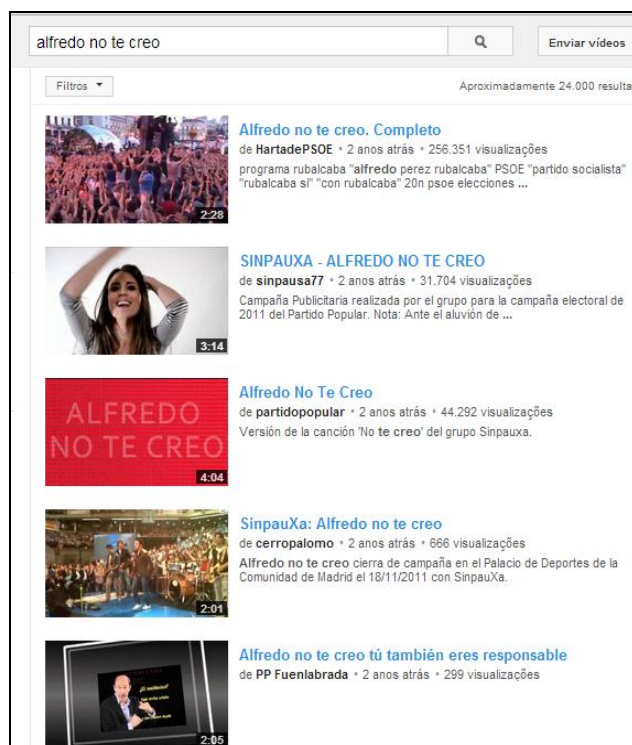 alfredo no te creo
Enviar vídeos
Filtros
Aproximadamente 24.000 resulta
Alfredo no te creo. Completo
de HartadePSOE • 2 anos atrás • 256.351 visualizações
programa rubalcaba "alfredo perez rubalcaba" PSOE "partido socialista"
"rubalcaba si" "con rubalcaba" 20n psoe elecciones ...
2:28
SINPAUXA - ALFREDO NO TE CREO
de sinpausa77 • 2 anos atrás • 31.704 visualizações
Campaña Publicitaria realizada por el grupo para la campaña electoral de
2011 del Partido Popular. Nota: Ante el aluvión de ...
3:14
Alfredo No Te Creo
de partidopopular • 2 anos atrás • 44.292 visualizações
Versión de la canción 'No te creo' del grupo Sinpauxa.
ALFREDO
NO TE CREO
4:04
SinpauXa: Alfredo no te creo
de cerropalomo • 2 anos atrás • 666 visualizações
Alfredo no te creo cierra de campaña en el Palacio de Deportes de la
Comunidad de Madrid el 18/11/2011 con SinpauXa.
2:01
Alfredo no te creo tú también eres responsable
de PP Fuenlabrada • 2 anos atrás • 299 visualizações
2:05